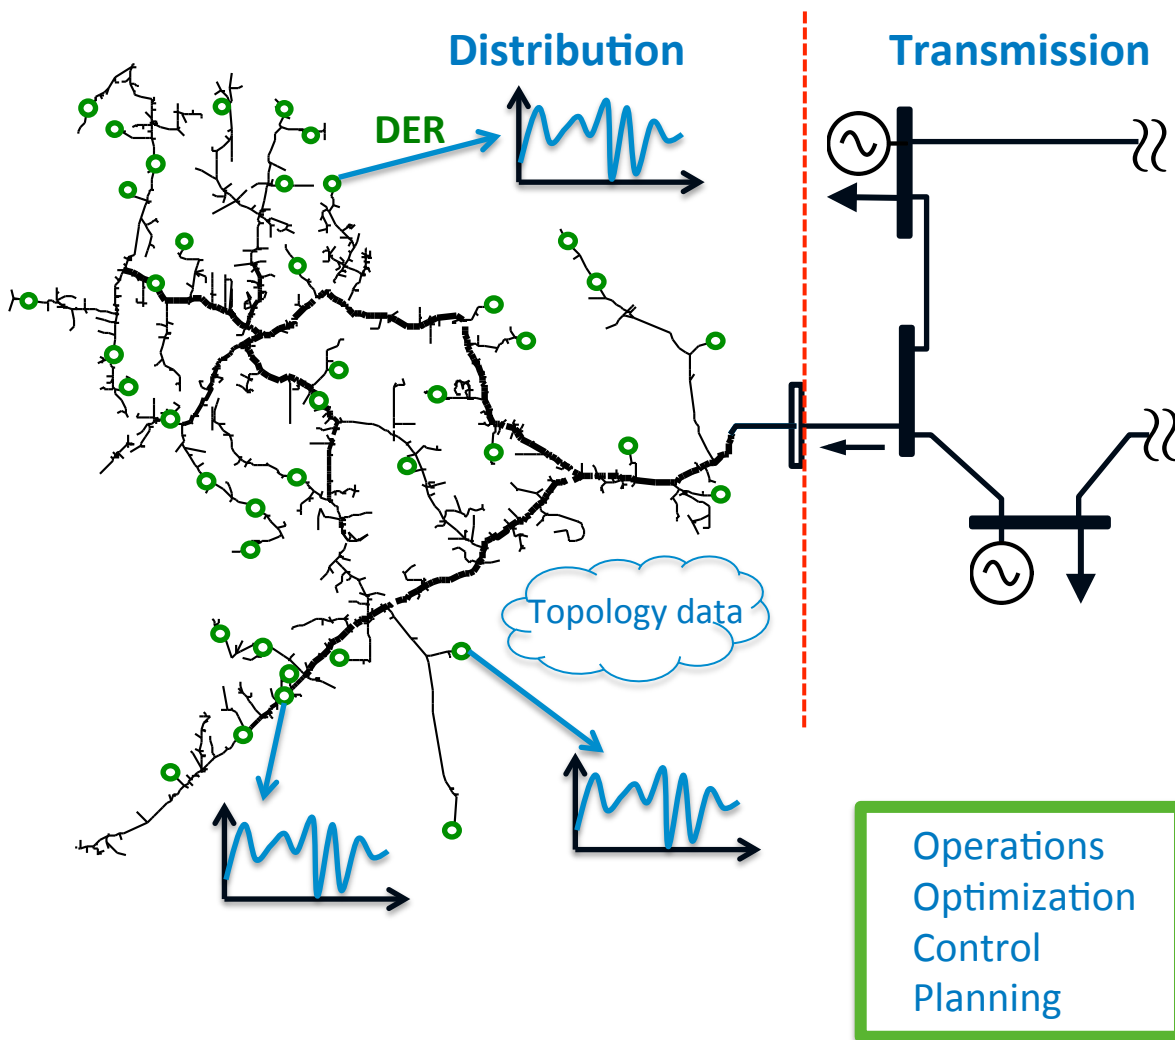 Distribution
Transmission
DER
Topology data
Operations
Optimization
Control
Planning